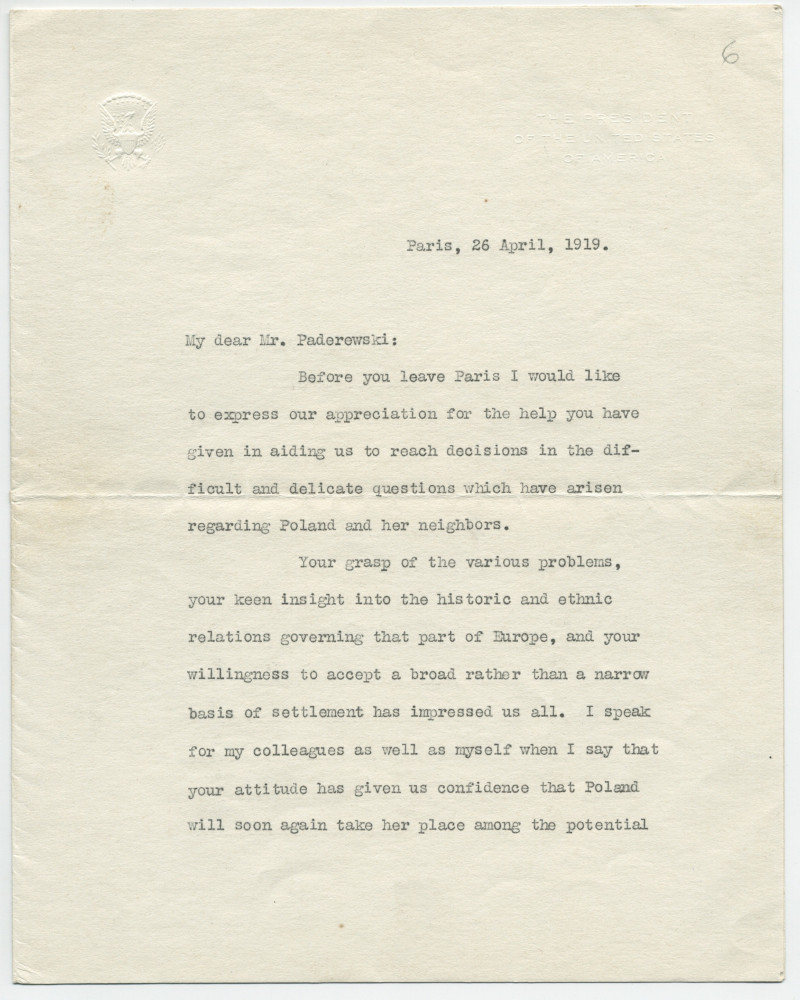 6
THE PRESIDENT
OF THE UNITED STATES
OF AMERICA
Paris, 26 April, 1919.
My dear Mr. Paderewski:
Before you leave Paris I would like
to express our appreciation for the help you have
given in aiding us to reach decisions in the dif-
ficult and delicate questions which have arisen
regarding Poland and her neighbors.
Your grasp of the various problems,
your keen insight into the historic and ethnic
relations governing that part of Europe, and your
willingness to accept a broad rather than a narrow
basis of settlement has impressed us all. I speak
for my colleagues as well as myself when I say that
your attitude has given us confidence that Poland
will soon again take her place among the potential